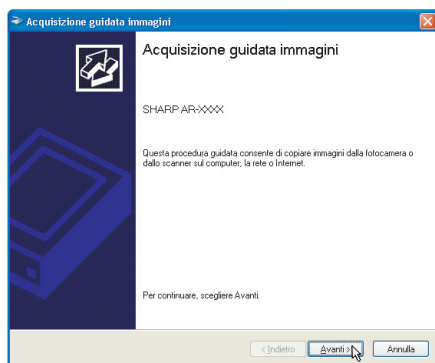 Acquisizione guidata immagini
Acquisizione guidata immagini
SHARP AR-XXXX
Questa procedura guidata consente di copiare immagini dalla fotocamera o
dallo scanner sul computer, la rete o Internet.
Per continuare, scegliere Avanti.
< Indietro Avanti > Annulla